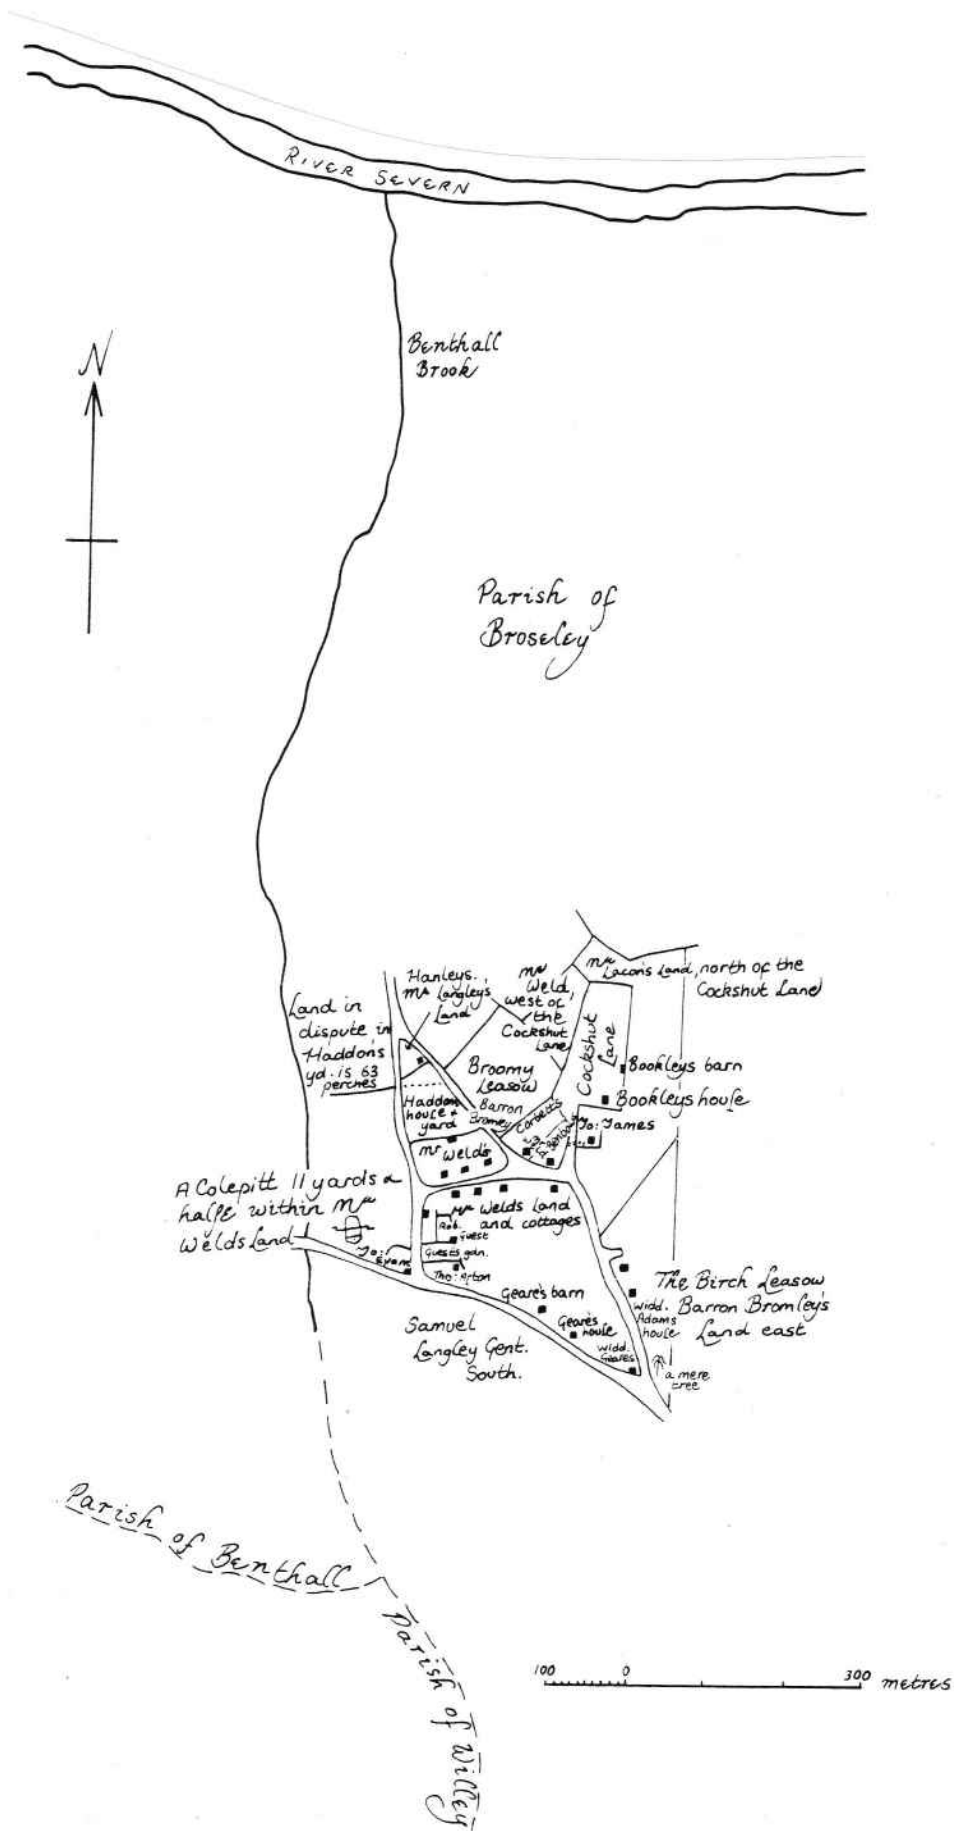 RIVER SEVERN
Benthall
Brook
N
Parish of
Broseley
Hanleys.
Mr Langley's
Land
Mr
Weld,
west of
the
Cockshut
Lane
Mr
Lacon's Land, north of the
Cockshut Lane
Land in
dispute in
Haddon's
yd. is 63
perches
Cockshut
Lane
Bookleys barn
Bookleys house
Broomy
Leasow
Barron
Bromley
Corbetts
Haddon
house &
yard
Jo: James
Mr Weld's
A Colepitt 11 yards &
halfe within Mr
Welds Land
Mr Welds Land
and cottages
Rob.
Guest
Guests gdn.
Jo:
Evans
Tho: Arton
Geare's barn
Geare's
house
Widd.
Geares
Samuel
Langley Gent.
South.
The Birch Leasow
Barron Bromley's
Land east
Widd.
Adams
house
a mere
tree
Parish of Benthall
Parish of Willey
100 0 300 metres